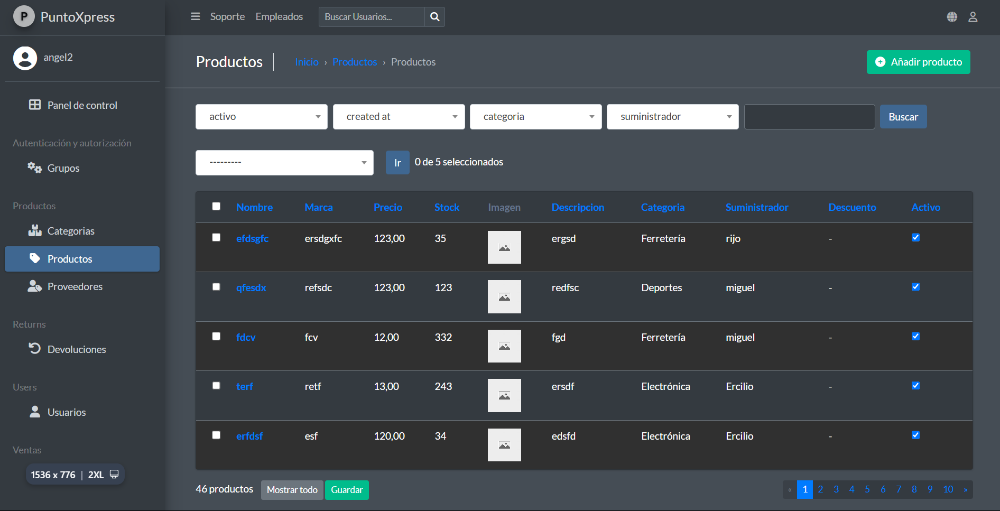 P PuntoXpress
Soporte Empleados Buscar Usuarios...
angel2
Panel de control
Autenticación y autorización
Grupos
Productos
Categorias
Productos
Proveedores
Returns
Devoluciones
Users
Usuarios
Ventas
1536 x 776 | 2XL
Productos Inicio › Productos › Productos Añadir producto
activo created at categoria suministrador Buscar
--------- Ir 0 de 5 seleccionados
Nombre Marca Precio Stock Imagen Descripcion Categoria Suministrador Descuento Activo
efdsgfc ersdgxfc 123,00 35 ergsd Ferretería rijo -
qfesdx refsdc 123,00 123 redfsc Deportes miguel -
fdcv fcv 12,00 332 fgd Ferretería miguel -
terf retf 13,00 243 ersdf Electrónica Ercilio -
erfdsf esf 120,00 34 edsfd Electrónica Ercilio -
46 productos Mostrar todo Guardar « 1 2 3 4 5 6 7 8 9 10 »